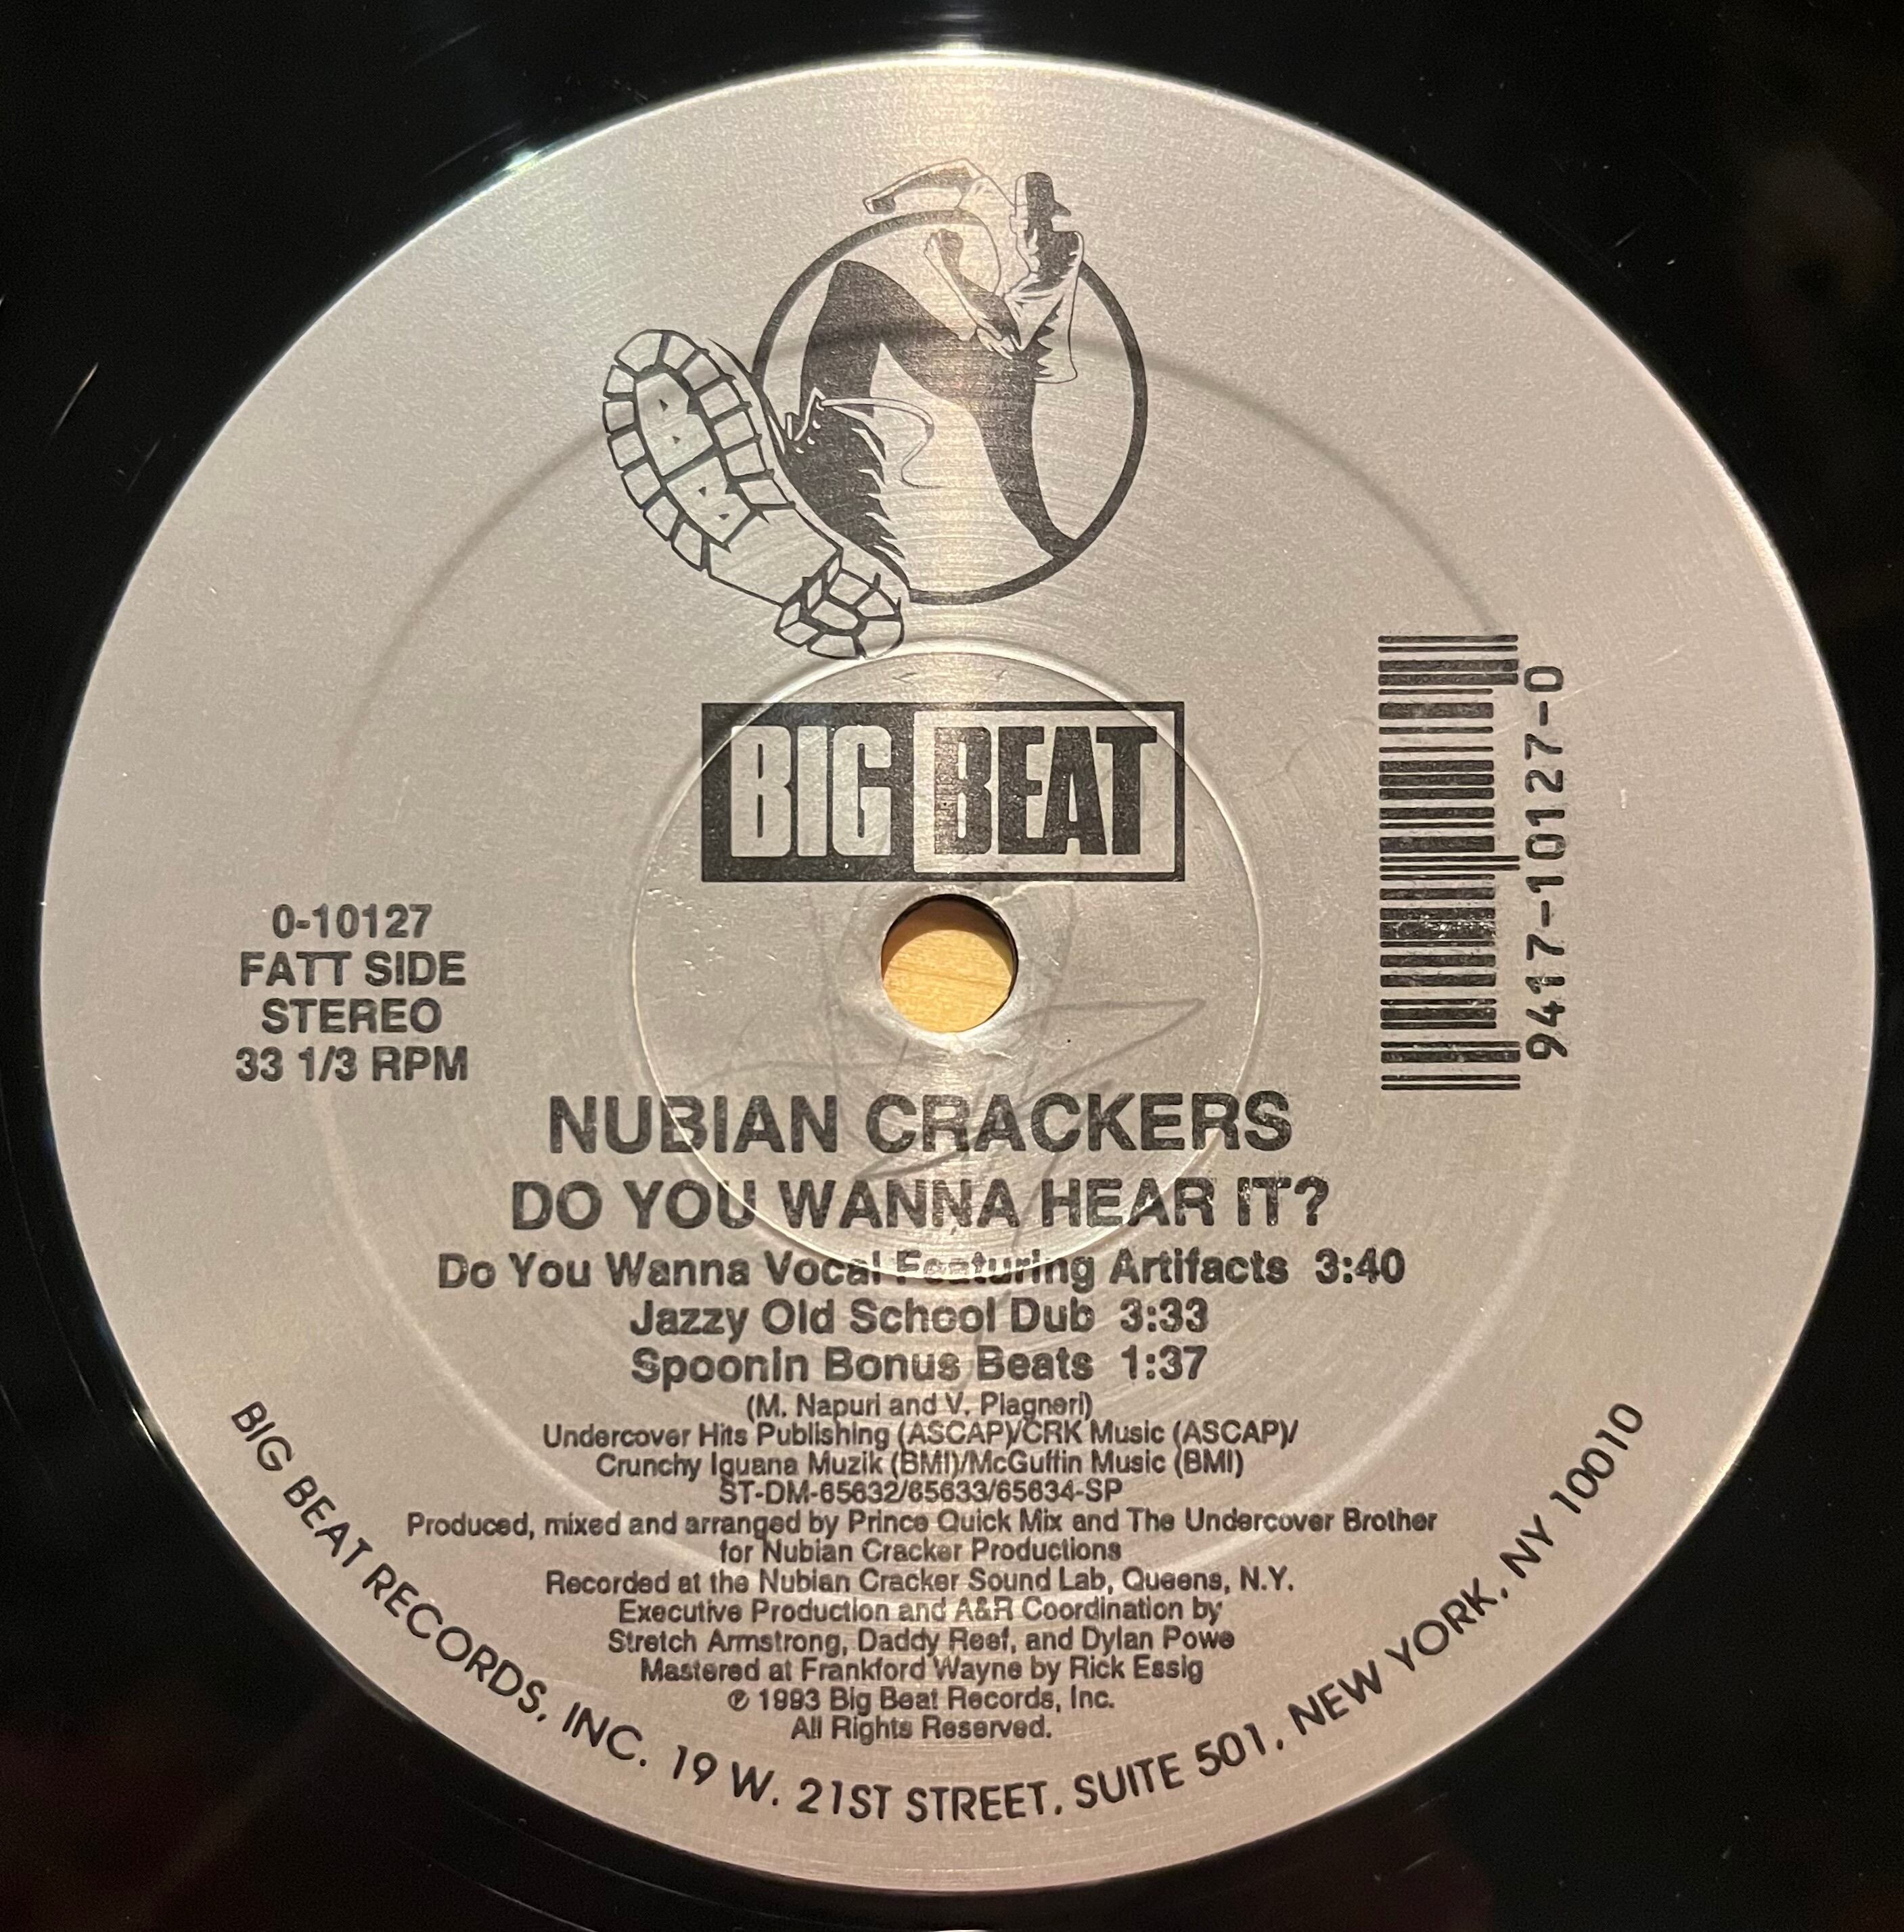 BB
BB
BIG BEAT
9417-10127-0
0-10127
FATT SIDE
STEREO
33 1/3 RPM
NUBIAN CRACKERS
DO YOU WANNA HEAR IT?
Do You Wanna Vocal Featuring Artifacts 3:40
Jazzy Old School Dub 3:33
Spoonin Bonus Beats 1:37
(M. Napuri and V. Piagneri)
Undercover Hits Publishing (ASCAP)/CRK Music (ASCAP)/
Crunchy Iguana Muzik (BMI)/McGuffin Music (BMI)
ST-DM-65632/65633/65634-SP
Produced, mixed and arranged by Prince Quick Mix and The Undercover Brother
for Nubian Cracker Productions
Recorded at the Nubian Cracker Sound Lab, Queens, N.Y.
Executive Production and A&R Coordination by
Stretch Armstrong, Daddy Reef, and Dylan Powe
Mastered at Frankford Wayne by Rick Essig
℗ 1993 Big Beat Records, Inc.
All Rights Reserved.
BIG BEAT RECORDS, INC. 19 W. 21ST STREET, SUITE 501, NEW YORK, NY 10010